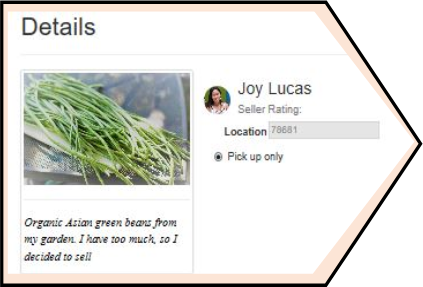 Details
Joy Lucas
Seller Rating:
Location 78681
Pick up only
Organic Asian green beans from
my garden. I have too much, so I
decided to sell